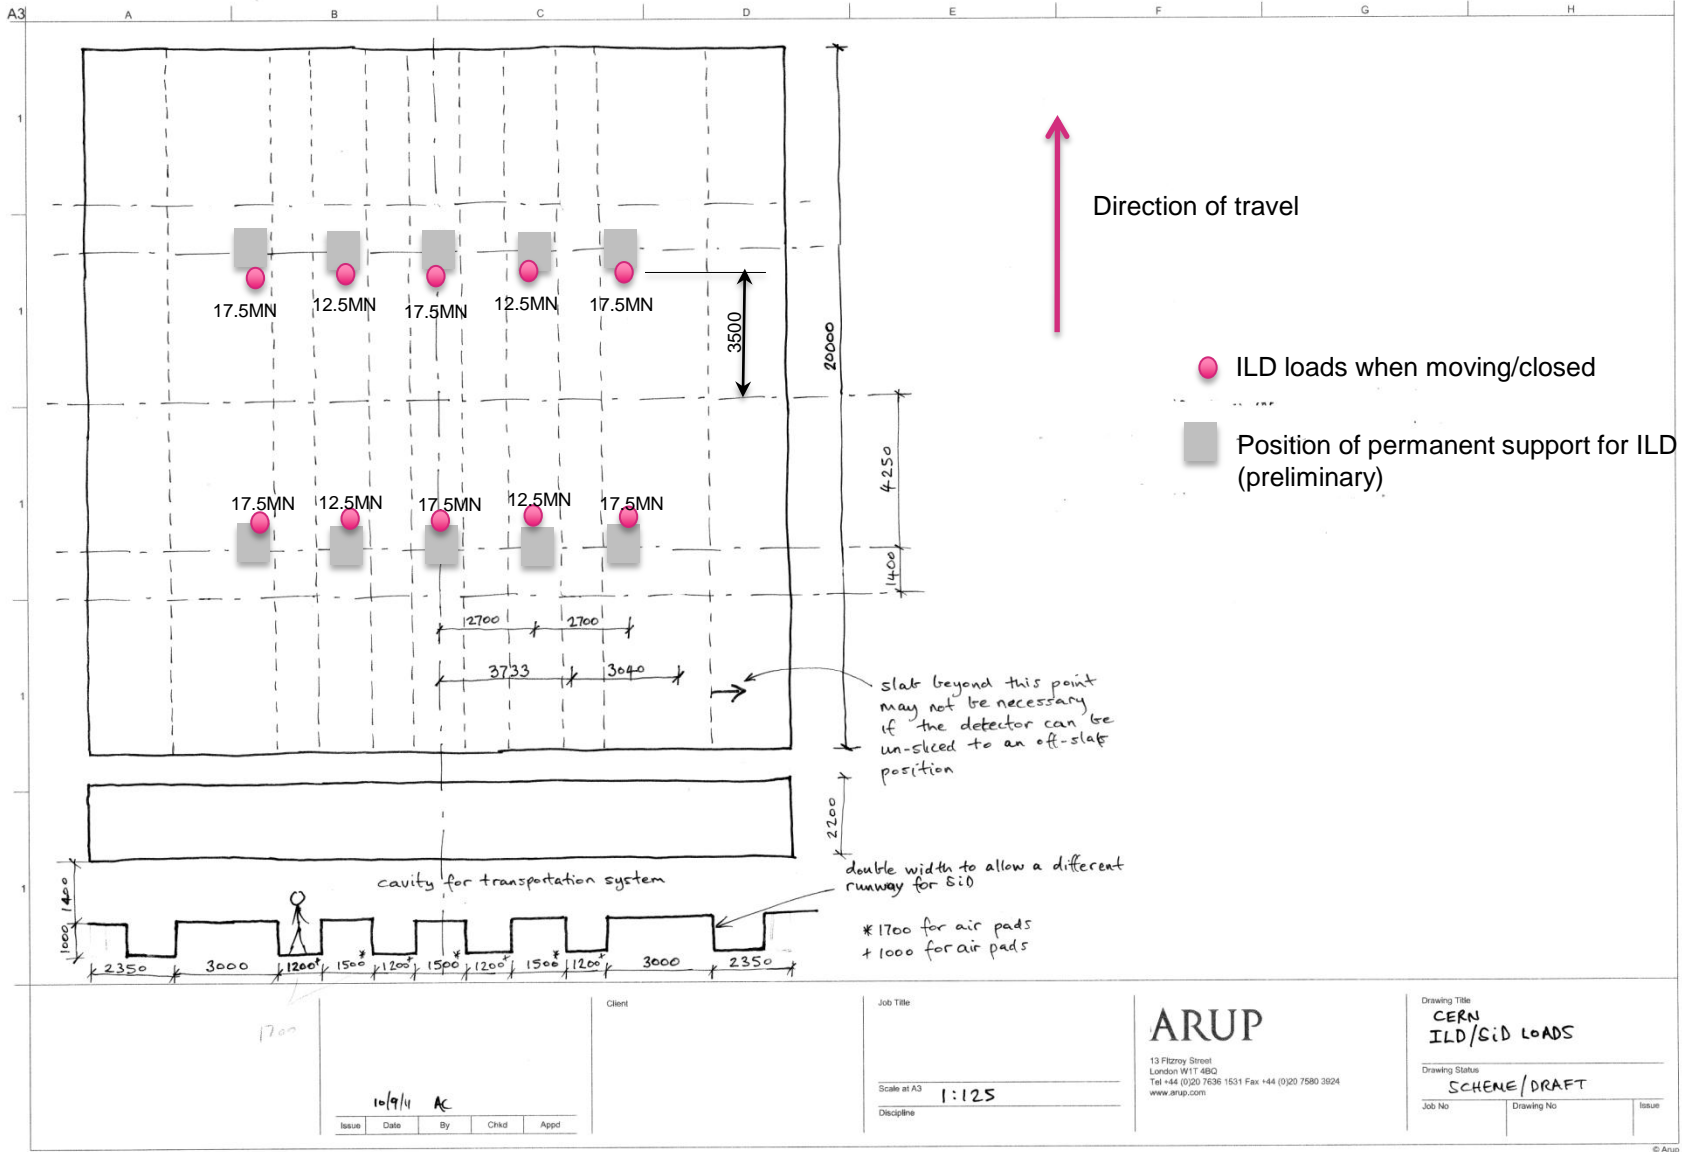 A3
A
B
C
D
E
F
G
H
1
1
1
1
1
Direction of travel
17.5MN
12.5MN
17.5MN
12.5MN
17.5MN
3500
20000
ILD loads when moving/closed
Position of permanent support for ILD
(preliminary)
4250
1400
17.5MN
12.5MN
17.5MN
12.5MN
17.5MN
2700
2700
3733
3040
slab beyond this point
may not be necessary
if the detector can be
un-sliced to an off-slab
position
2200
double width to allow a different
runway for SiD
cavity for transportation system
1400
1000
* 1700 for air pads
+ 1000 for air pads
2350
3000
1200+
1500*
1200+
1500*
1200+
1500*
1200+
3000
2350
1700
Client
Job Title
Scale at A3
1:125
Discipline
ARUP
13 Fitzroy Street
London W1T 4BQ
Tel +44 (0)20 7636 1531 Fax +44 (0)20 7580 3924
www.arup.com
Drawing Title
CERN
ILD/SiD LOADS
Drawing Status
SCHEME/DRAFT
Job No
Drawing No
Issue
10/9/11 AC
Issue
Date
By
Chkd
Appd
© Arup